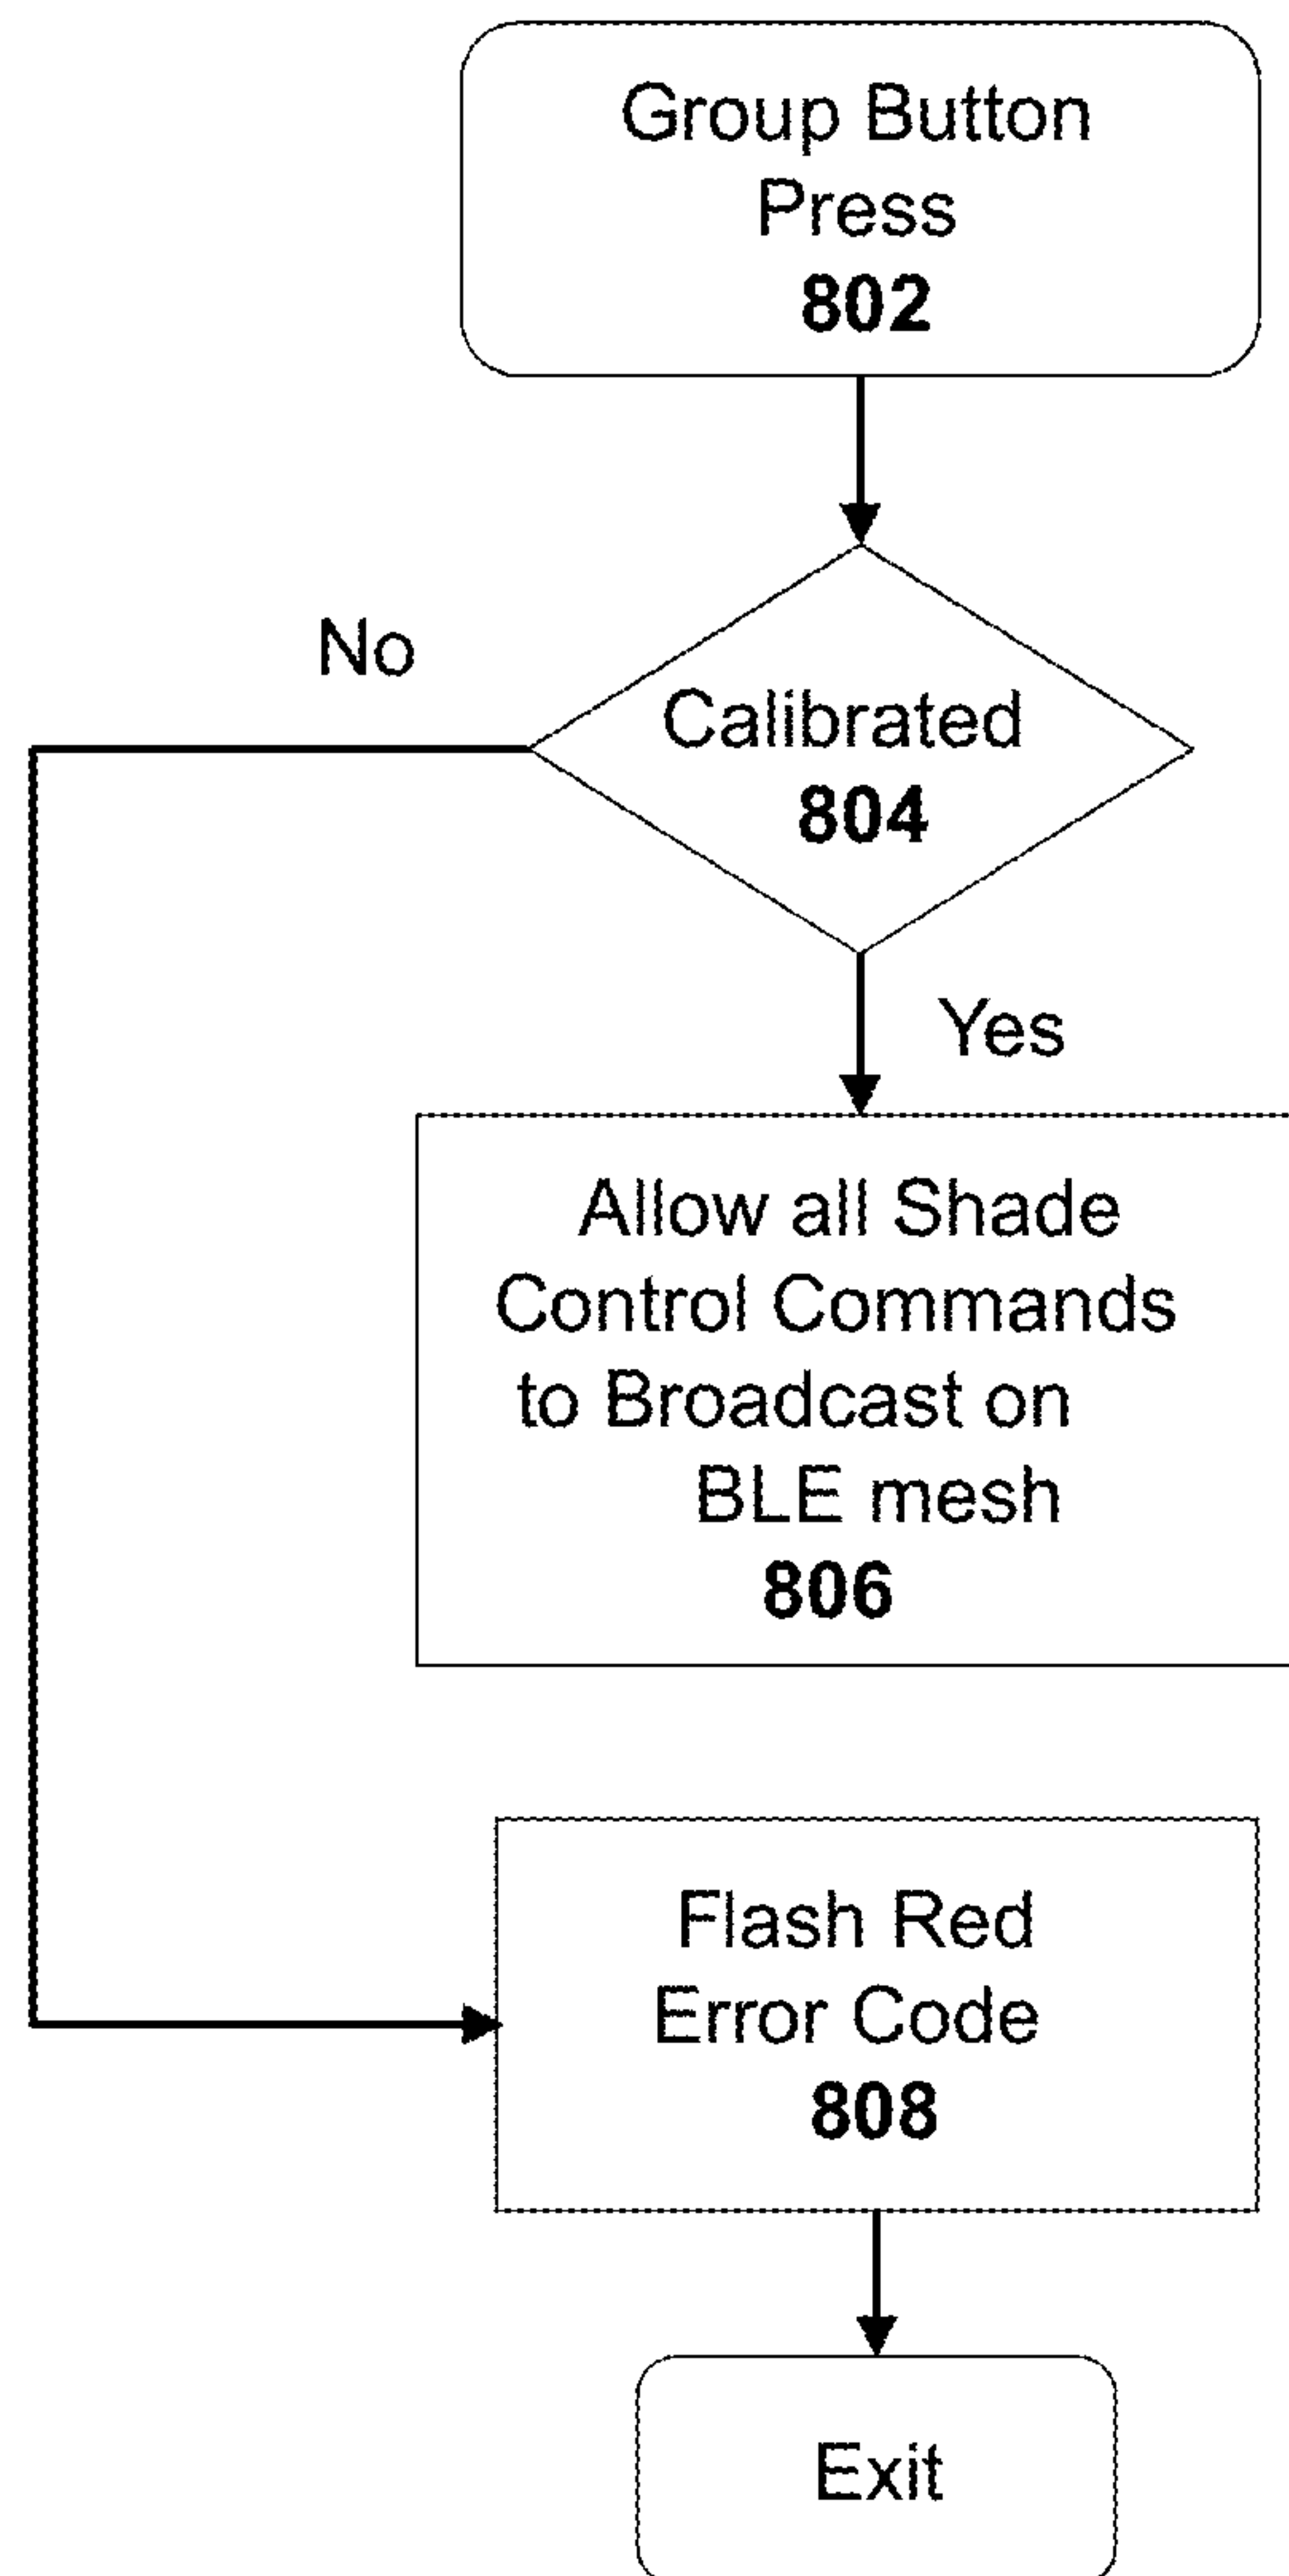 Group Button
Press
802
No
Calibrated
804
Yes
Allow all Shade
Control Commands
to Broadcast on
BLE mesh
806
Flash Red
Error Code
808
Exit